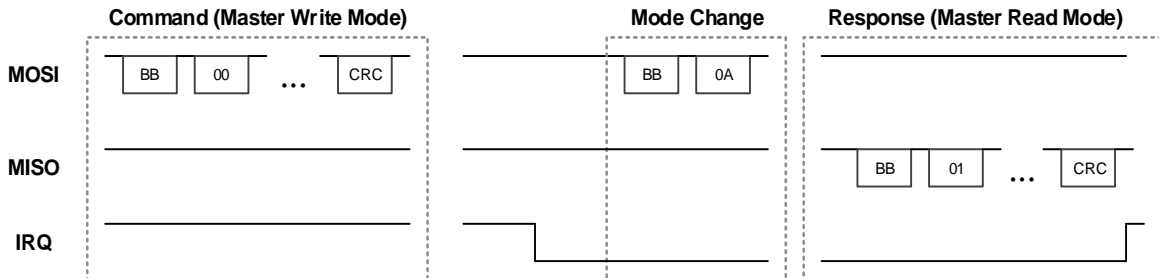 Command (Master Write Mode) Mode Change Response (Master Read Mode)
MOSI BB 00 ... CRC BB 0A
MISO BB 01 ... CRC
IRQ